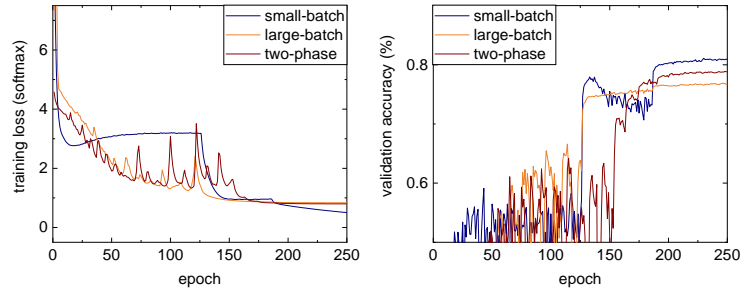 small-batch
large-batch
two-phase
training loss (softmax)
6
4
2
0
0 50 100 150 200 250
epoch
small-batch
large-batch
two-phase
validation accuracy (%)
0.8
0.6
0 50 100 150 200 250
epoch